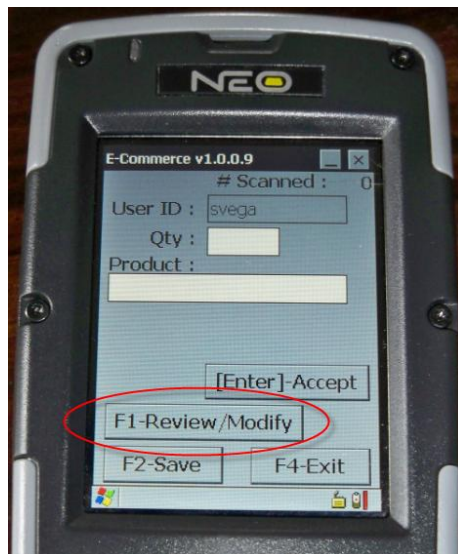 NEO
E-Commerce v1.0.0.9
# Scanned : 0
User ID : svega
Qty :
Product :
[Enter]-Accept
F1-Review/Modify
F2-Save F4-Exit